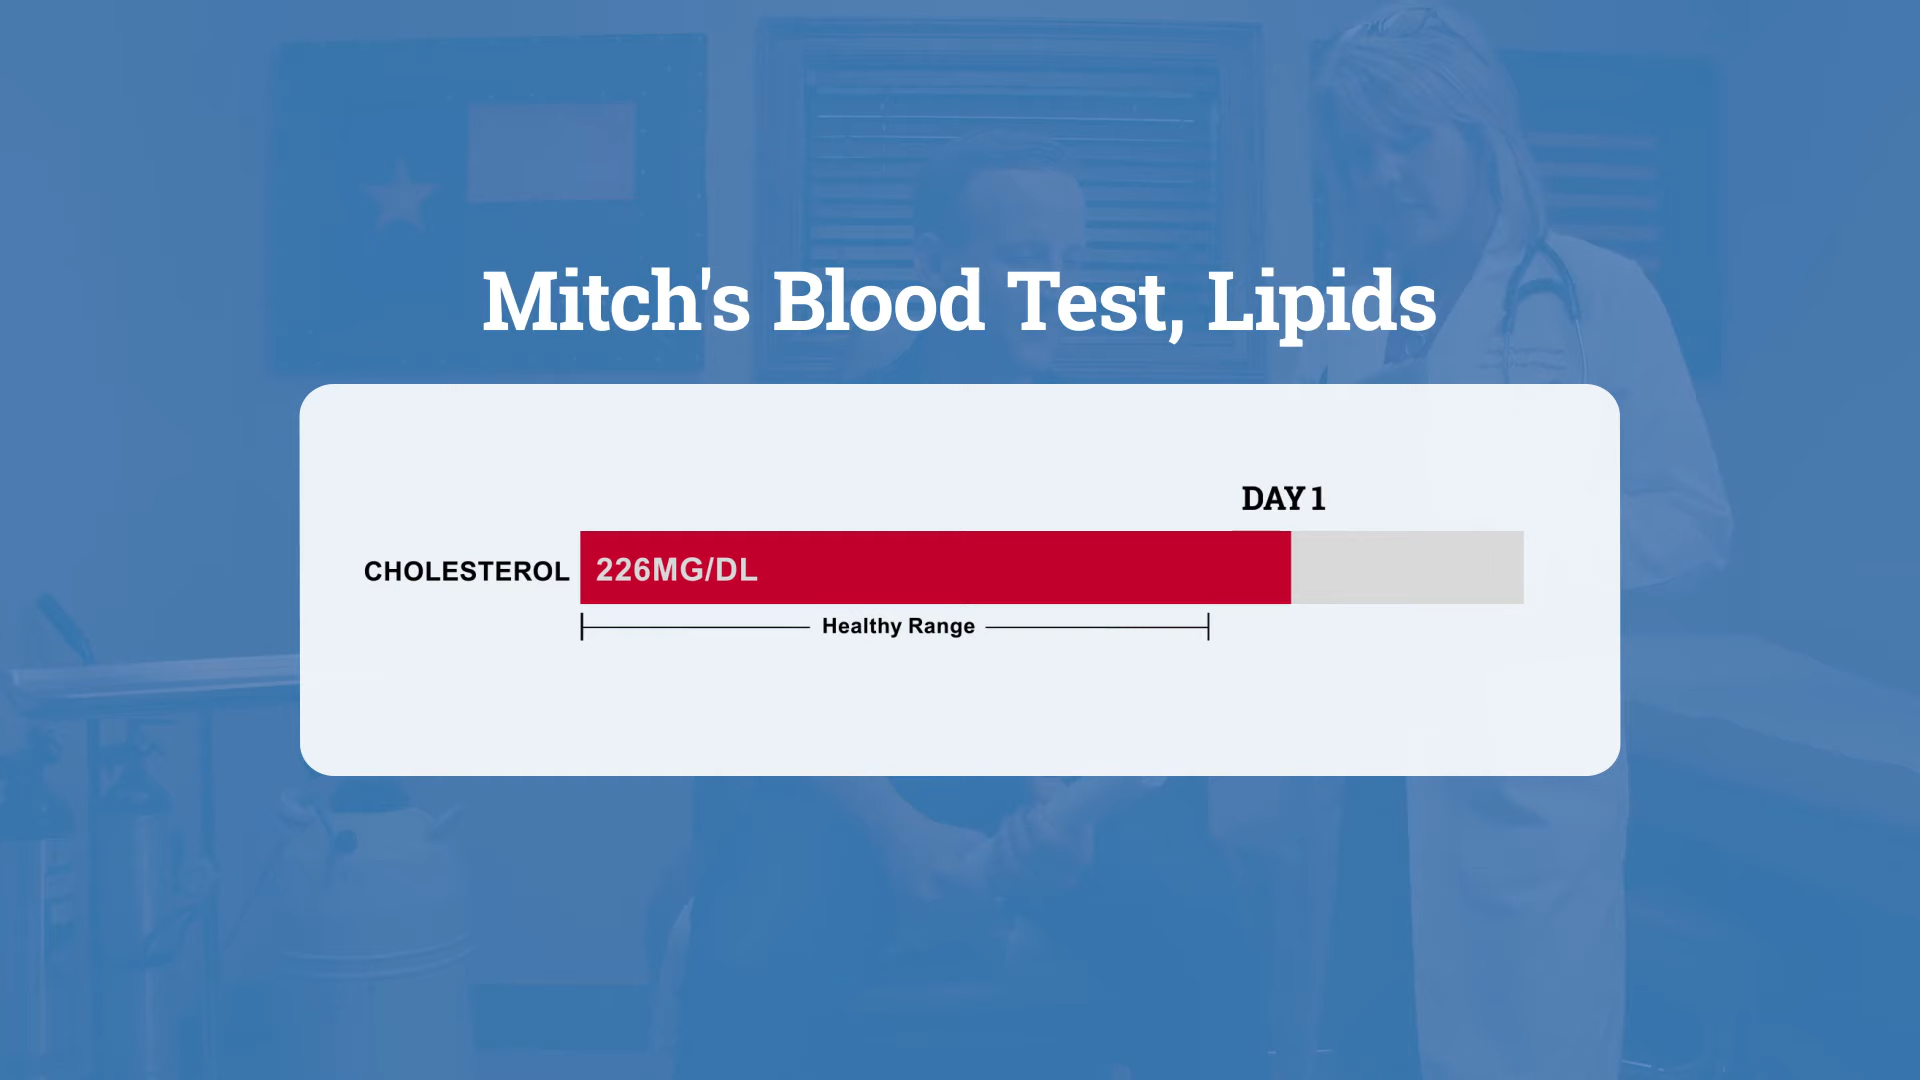 Mitch's Blood Test, Lipids
DAY 1
CHOLESTEROL 226MG/DL
Healthy Range